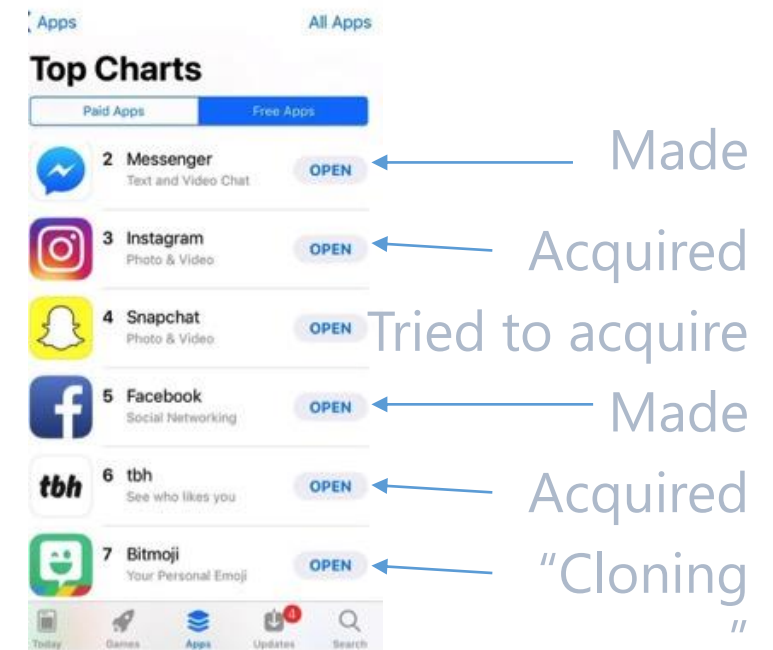 Apps All Apps
Top Charts
Paid Apps Free Apps
2 Messenger OPEN Made
Text and Video Chat
3 Instagram OPEN Acquired
Photo & Video
4 Snapchat OPEN Tried to acquire
Photo & Video
5 Facebook OPEN Made
Social Networking
tbh 6 tbh OPEN Acquired
See who likes you
7 Bitmoji OPEN "Cloning
Your Personal Emoji
"
4
Today Games Apps Updates Search